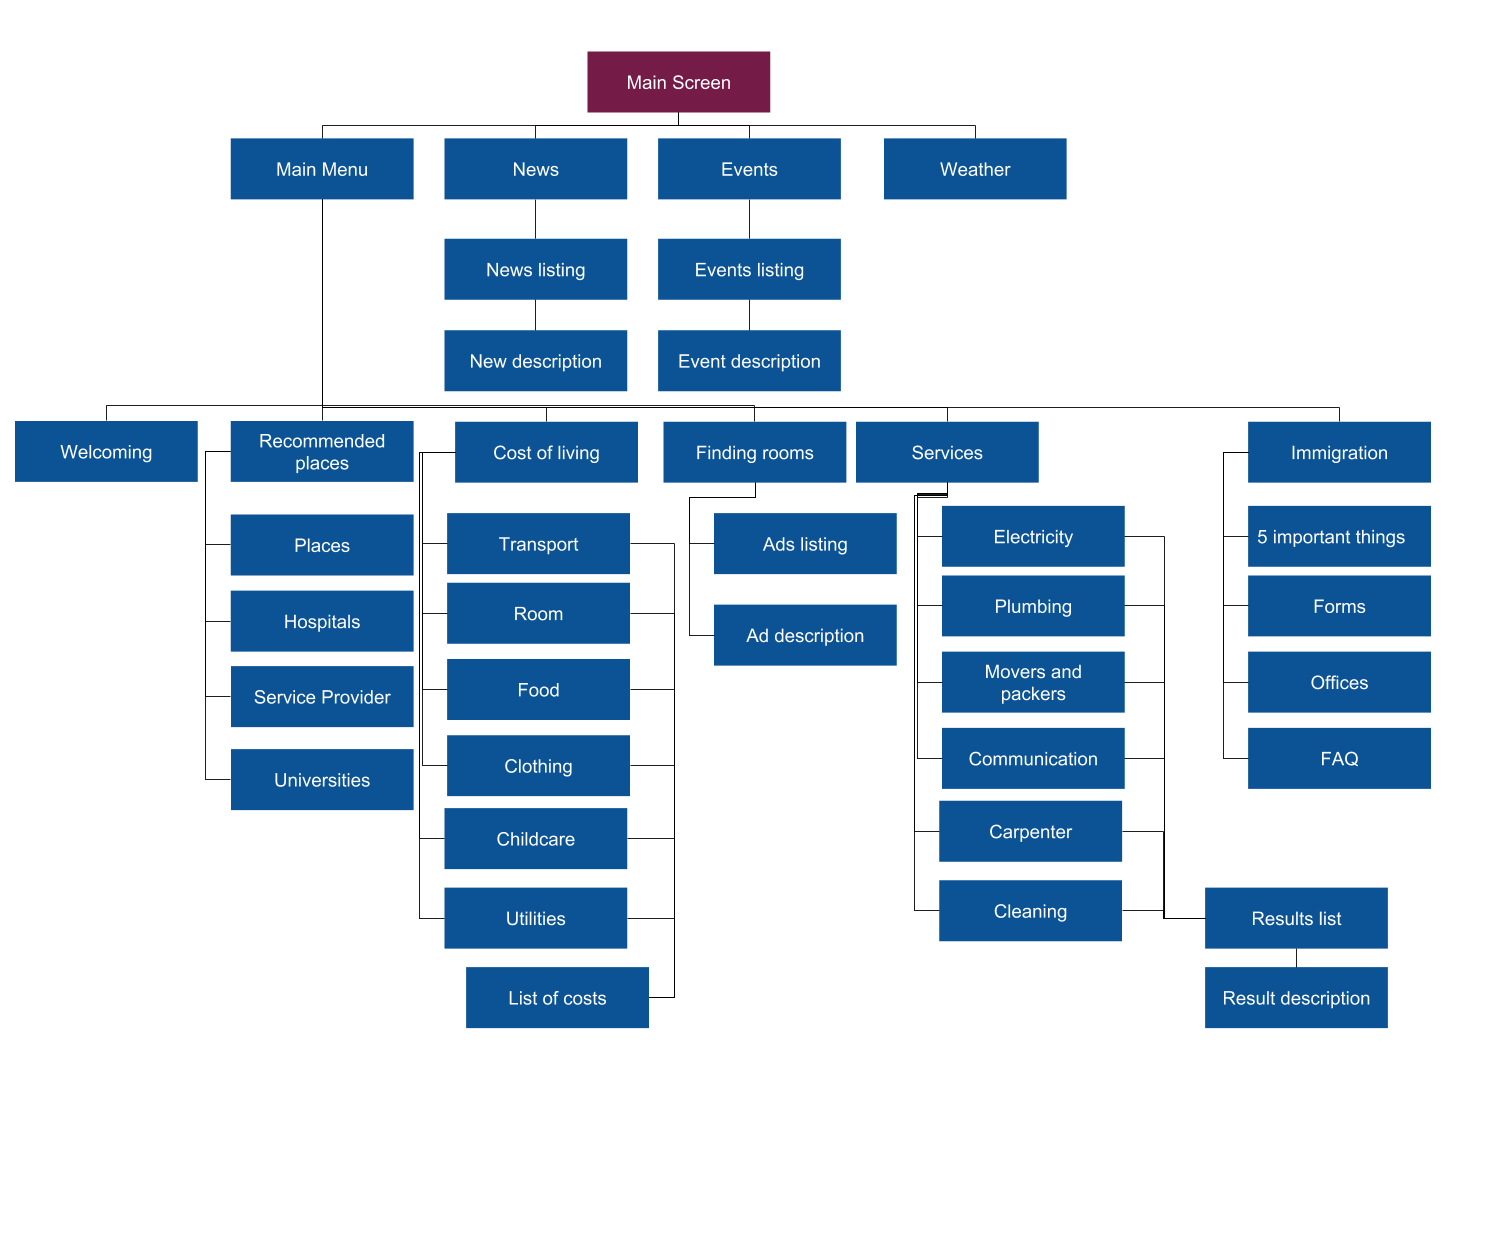 Main Screen
Main Menu
News
Events
Weather
News listing
Events listing
New description
Event description
Welcoming
Recommended
places
Cost of living
Finding rooms
Services
Immigration
Places
Hospitals
Service Provider
Universities
Transport
Room
Food
Clothing
Childcare
Utilities
List of costs
Ads listing
Ad description
Electricity
Plumbing
Movers and
packers
Communication
Carpenter
Cleaning
Results list
Result description
5 important things
Forms
Offices
FAQ